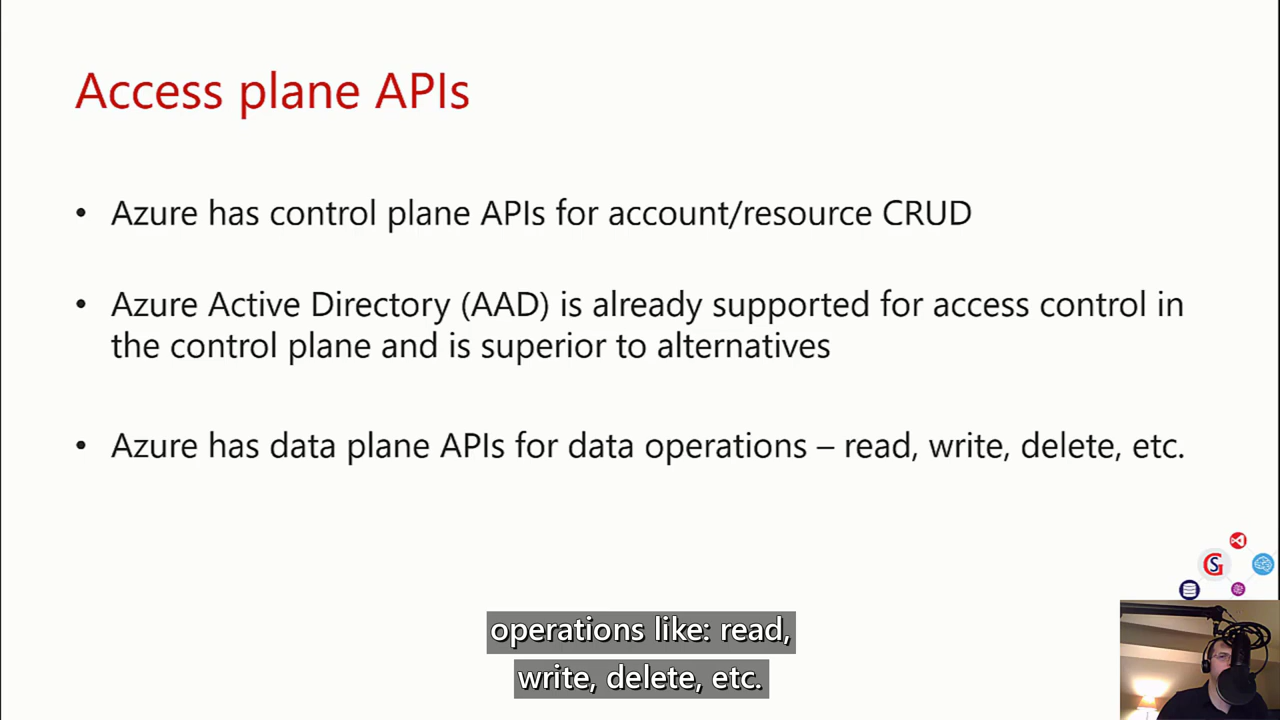 Access plane APIs
• Azure has control plane APIs for account/resource CRUD
• Azure Active Directory (AAD) is already supported for access control in
the control plane and is superior to alternatives
• Azure has data plane APIs for data operations – read, write, delete, etc.
GS
operations like: read,
write, delete, etc.